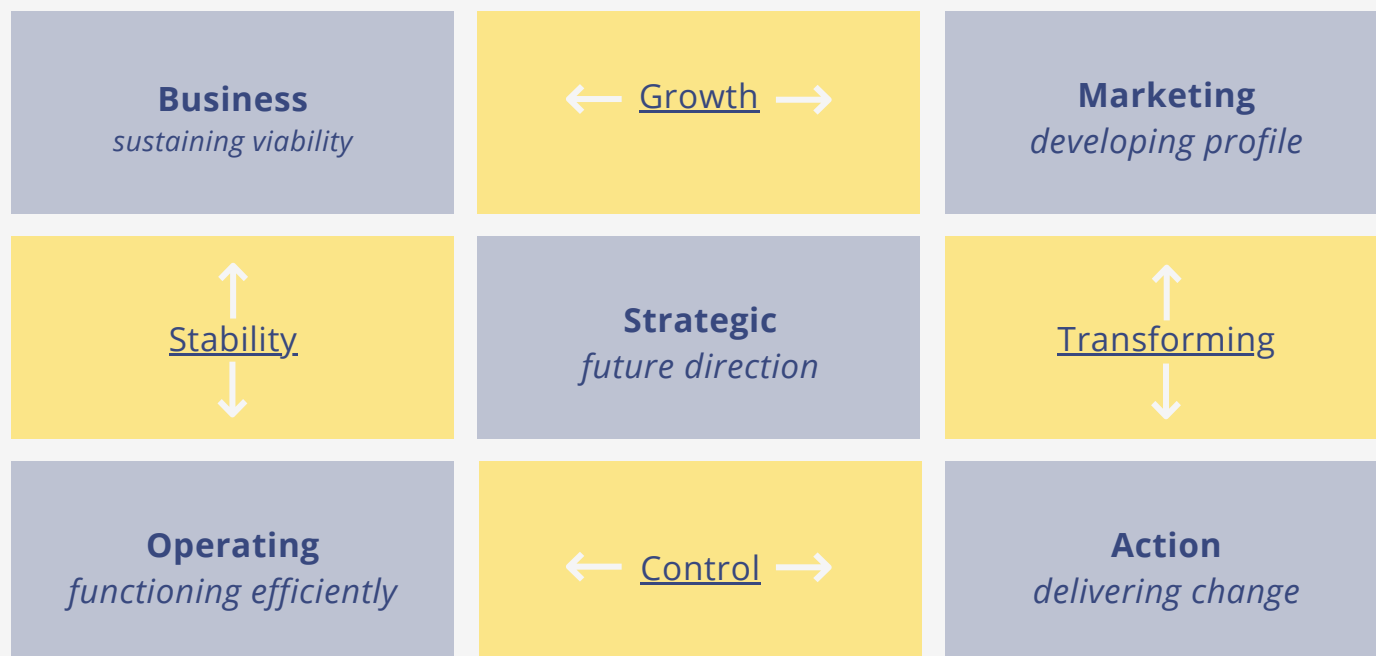 Business
sustaining viability
Growth
Marketing
developing profile
Stability
Strategic
future direction
Transforming
Operating
functioning efficiently
Control
Action
delivering change